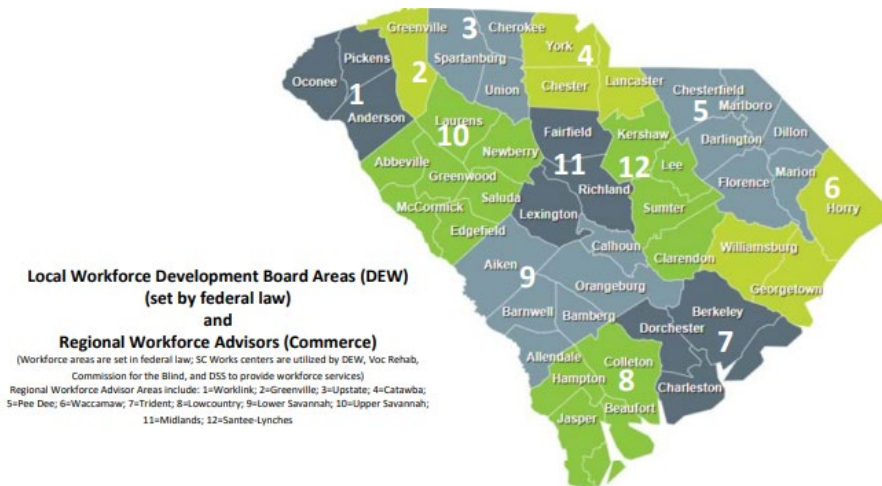 Greenville
3
Cherokee
York
4
Pickens
Spartanburg
Oconee
2
Lancaster
1
Union
Chester
Chesterfield
5
Marlboro
Anderson
Laurens
10
Fairfield
Kershaw
Darlington
Dillon
Abbeville
Newberry
11
12
Lee
Marion
Greenwood
Richland
Florence
6
Horry
McCormick
Saluda
Lexington
Sumter
Edgefield
Calhoun
Clarendon
Williamsburg
Aiken
9
Orangeburg
Georgetown
Barnwell
Bamberg
Berkeley
Dorchester
7
Allendale
Colleton
Hampton
8
Charleston
Jasper
Beaufort
Local Workforce Development Board Areas (DEW)
(set by federal law)
and
Regional Workforce Advisors (Commerce)
(Workforce areas are set in federal law; SC Works centers are utilized by DEW, Voc Rehab,
Commission for the Blind, and DSS to provide workforce services)
Regional Workforce Advisor Areas include: 1=Worklink; 2=Greenville; 3=Upstate; 4=Catawba;
5=Pee Dee; 6=Waccamaw; 7=Trident; 8=Lowcountry; 9=Lower Savannah; 10=Upper Savannah;
11=Midlands; 12=Santee-Lynches